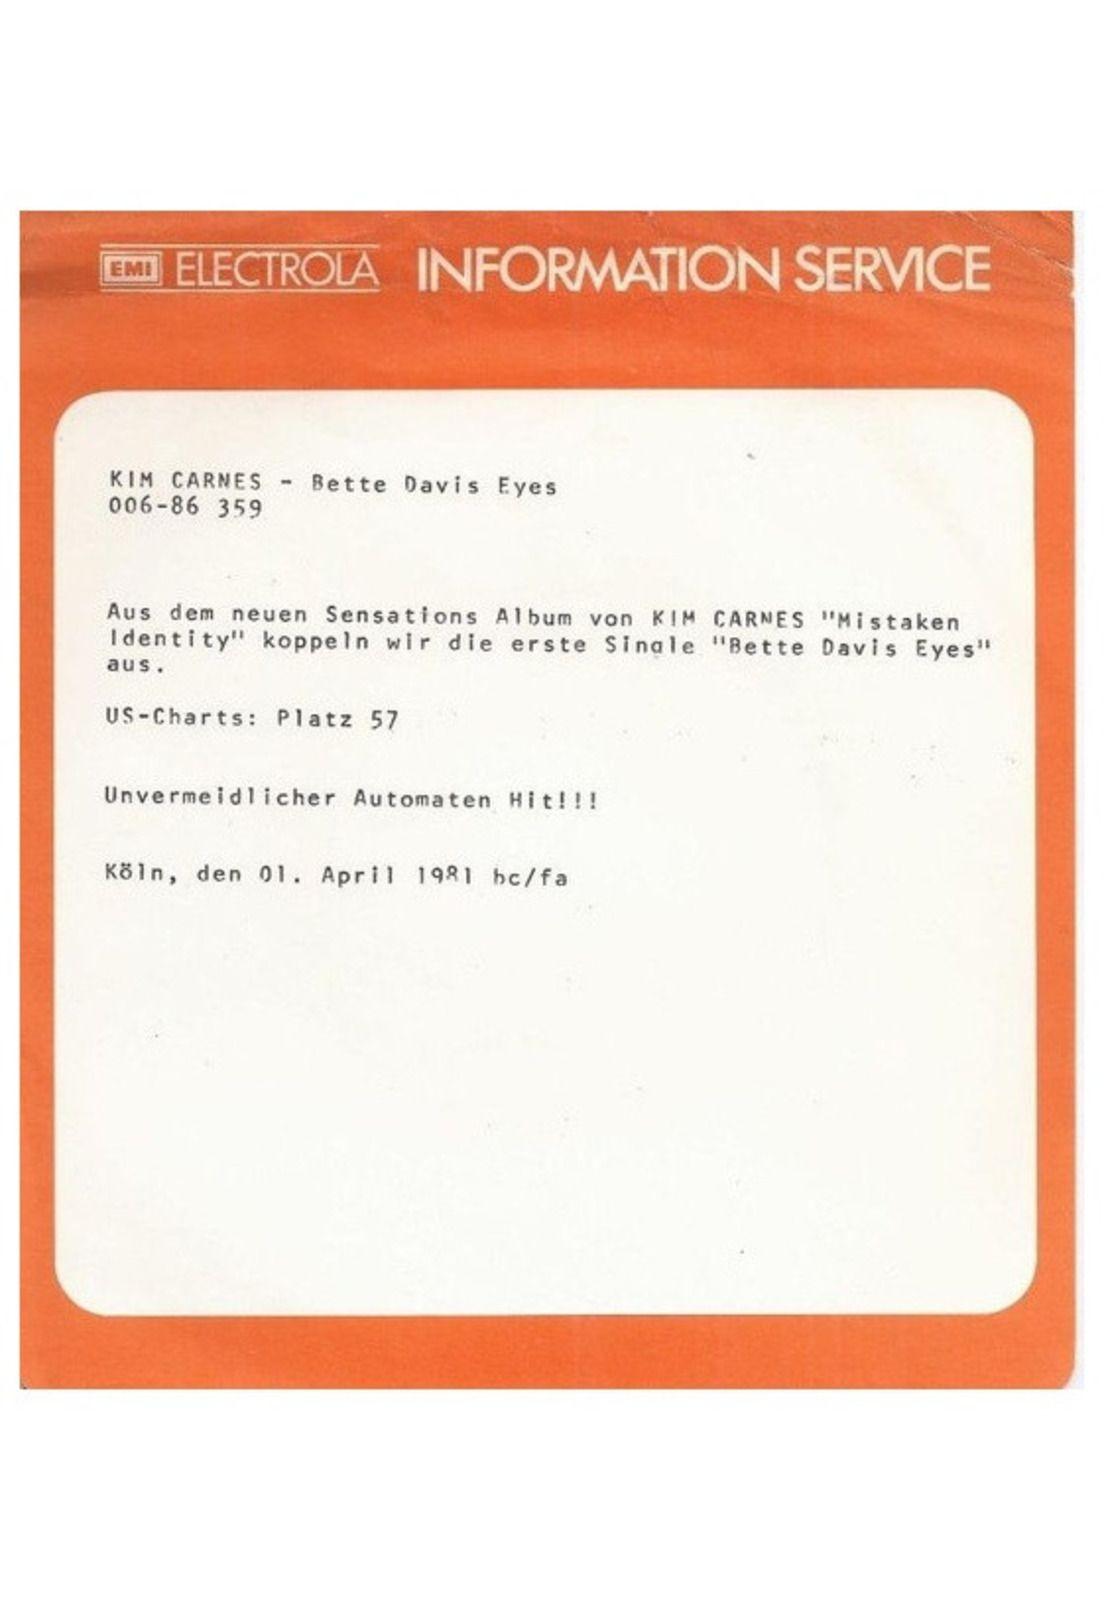 EMI ELECTROLA INFORMATION SERVICE
KIM CARNES - Bette Davis Eyes
006-86 359
Aus dem neuen Sensations Album von KIM CARNES "Mistaken
Identity" koppeln wir die erste Single "Bette Davis Eyes"
aus.
US-Charts: Platz 57
Unvermeidlicher Automaten Hit!!!
Köln, den 01. April 1981 hc/fa